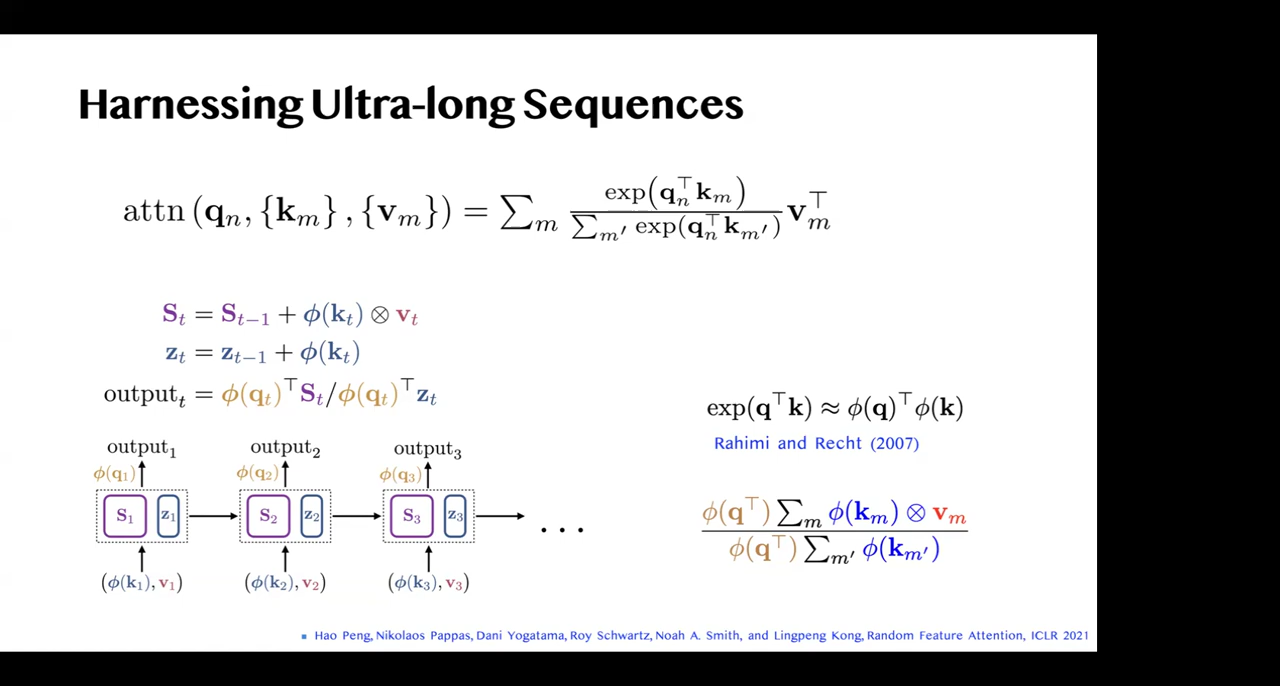 Harnessing Ultra-long Sequences
attn (qₙ, {kₘ}, {vₘ}) = ∑ₘ exp(qₙ⊤kₘ) / ∑ₘ′ exp(qₙ⊤kₘ′) vₘ⊤
Sₜ = Sₜ₋₁ + ϕ(kₜ) ⊗ vₜ
zₜ = zₜ₋₁ + ϕ(kₜ)
outputₜ = ϕ(qₜ)⊤Sₜ/ϕ(qₜ)⊤zₜ
output₁ output₂ output₃
ϕ(q₁) ϕ(q₂) ϕ(q₃)
S₁ z₁ S₂ z₂ S₃ z₃ ...
(ϕ(k₁), v₁) (ϕ(k₂), v₂) (ϕ(k₃), v₃)
exp(q⊤k) ≈ ϕ(q)⊤ϕ(k)
Rahimi and Recht (2007)
ϕ(q⊤) ∑ₘ ϕ(kₘ) ⊗ vₘ
ϕ(q⊤) ∑ₘ′ ϕ(kₘ′)
▪ Hao Peng, Nikolaos Pappas, Dani Yogatama, Roy Schwartz, Noah A. Smith, and Lingpeng Kong, Random Feature Attention, ICLR 2021